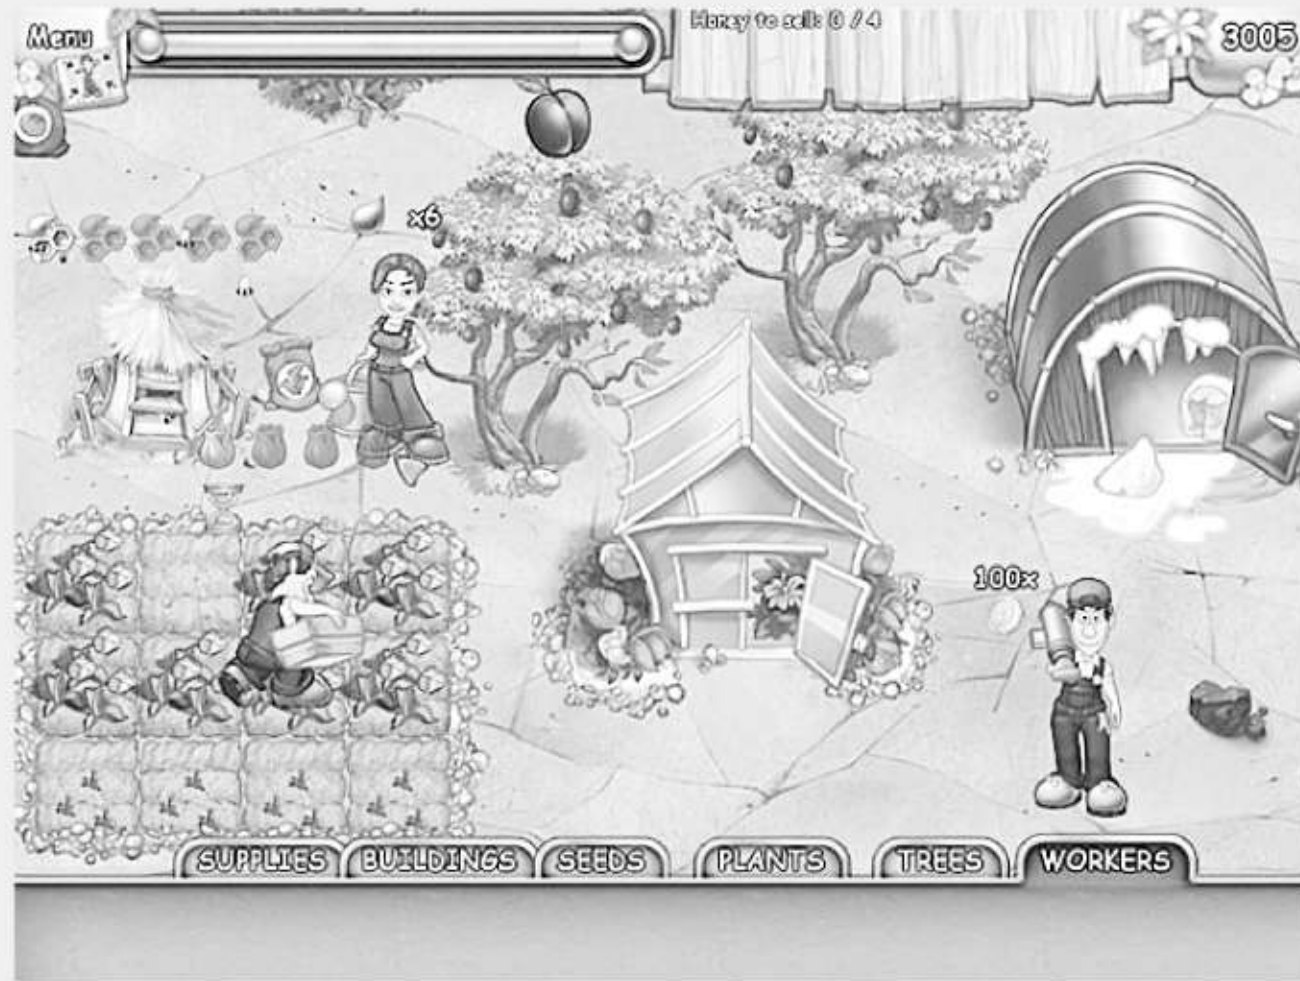 Menu
Honey to sell: 0 / 4
3005
x6
100x
SUPPLIES
BUILDINGS
SEEDS
PLANTS
TREES
WORKERS